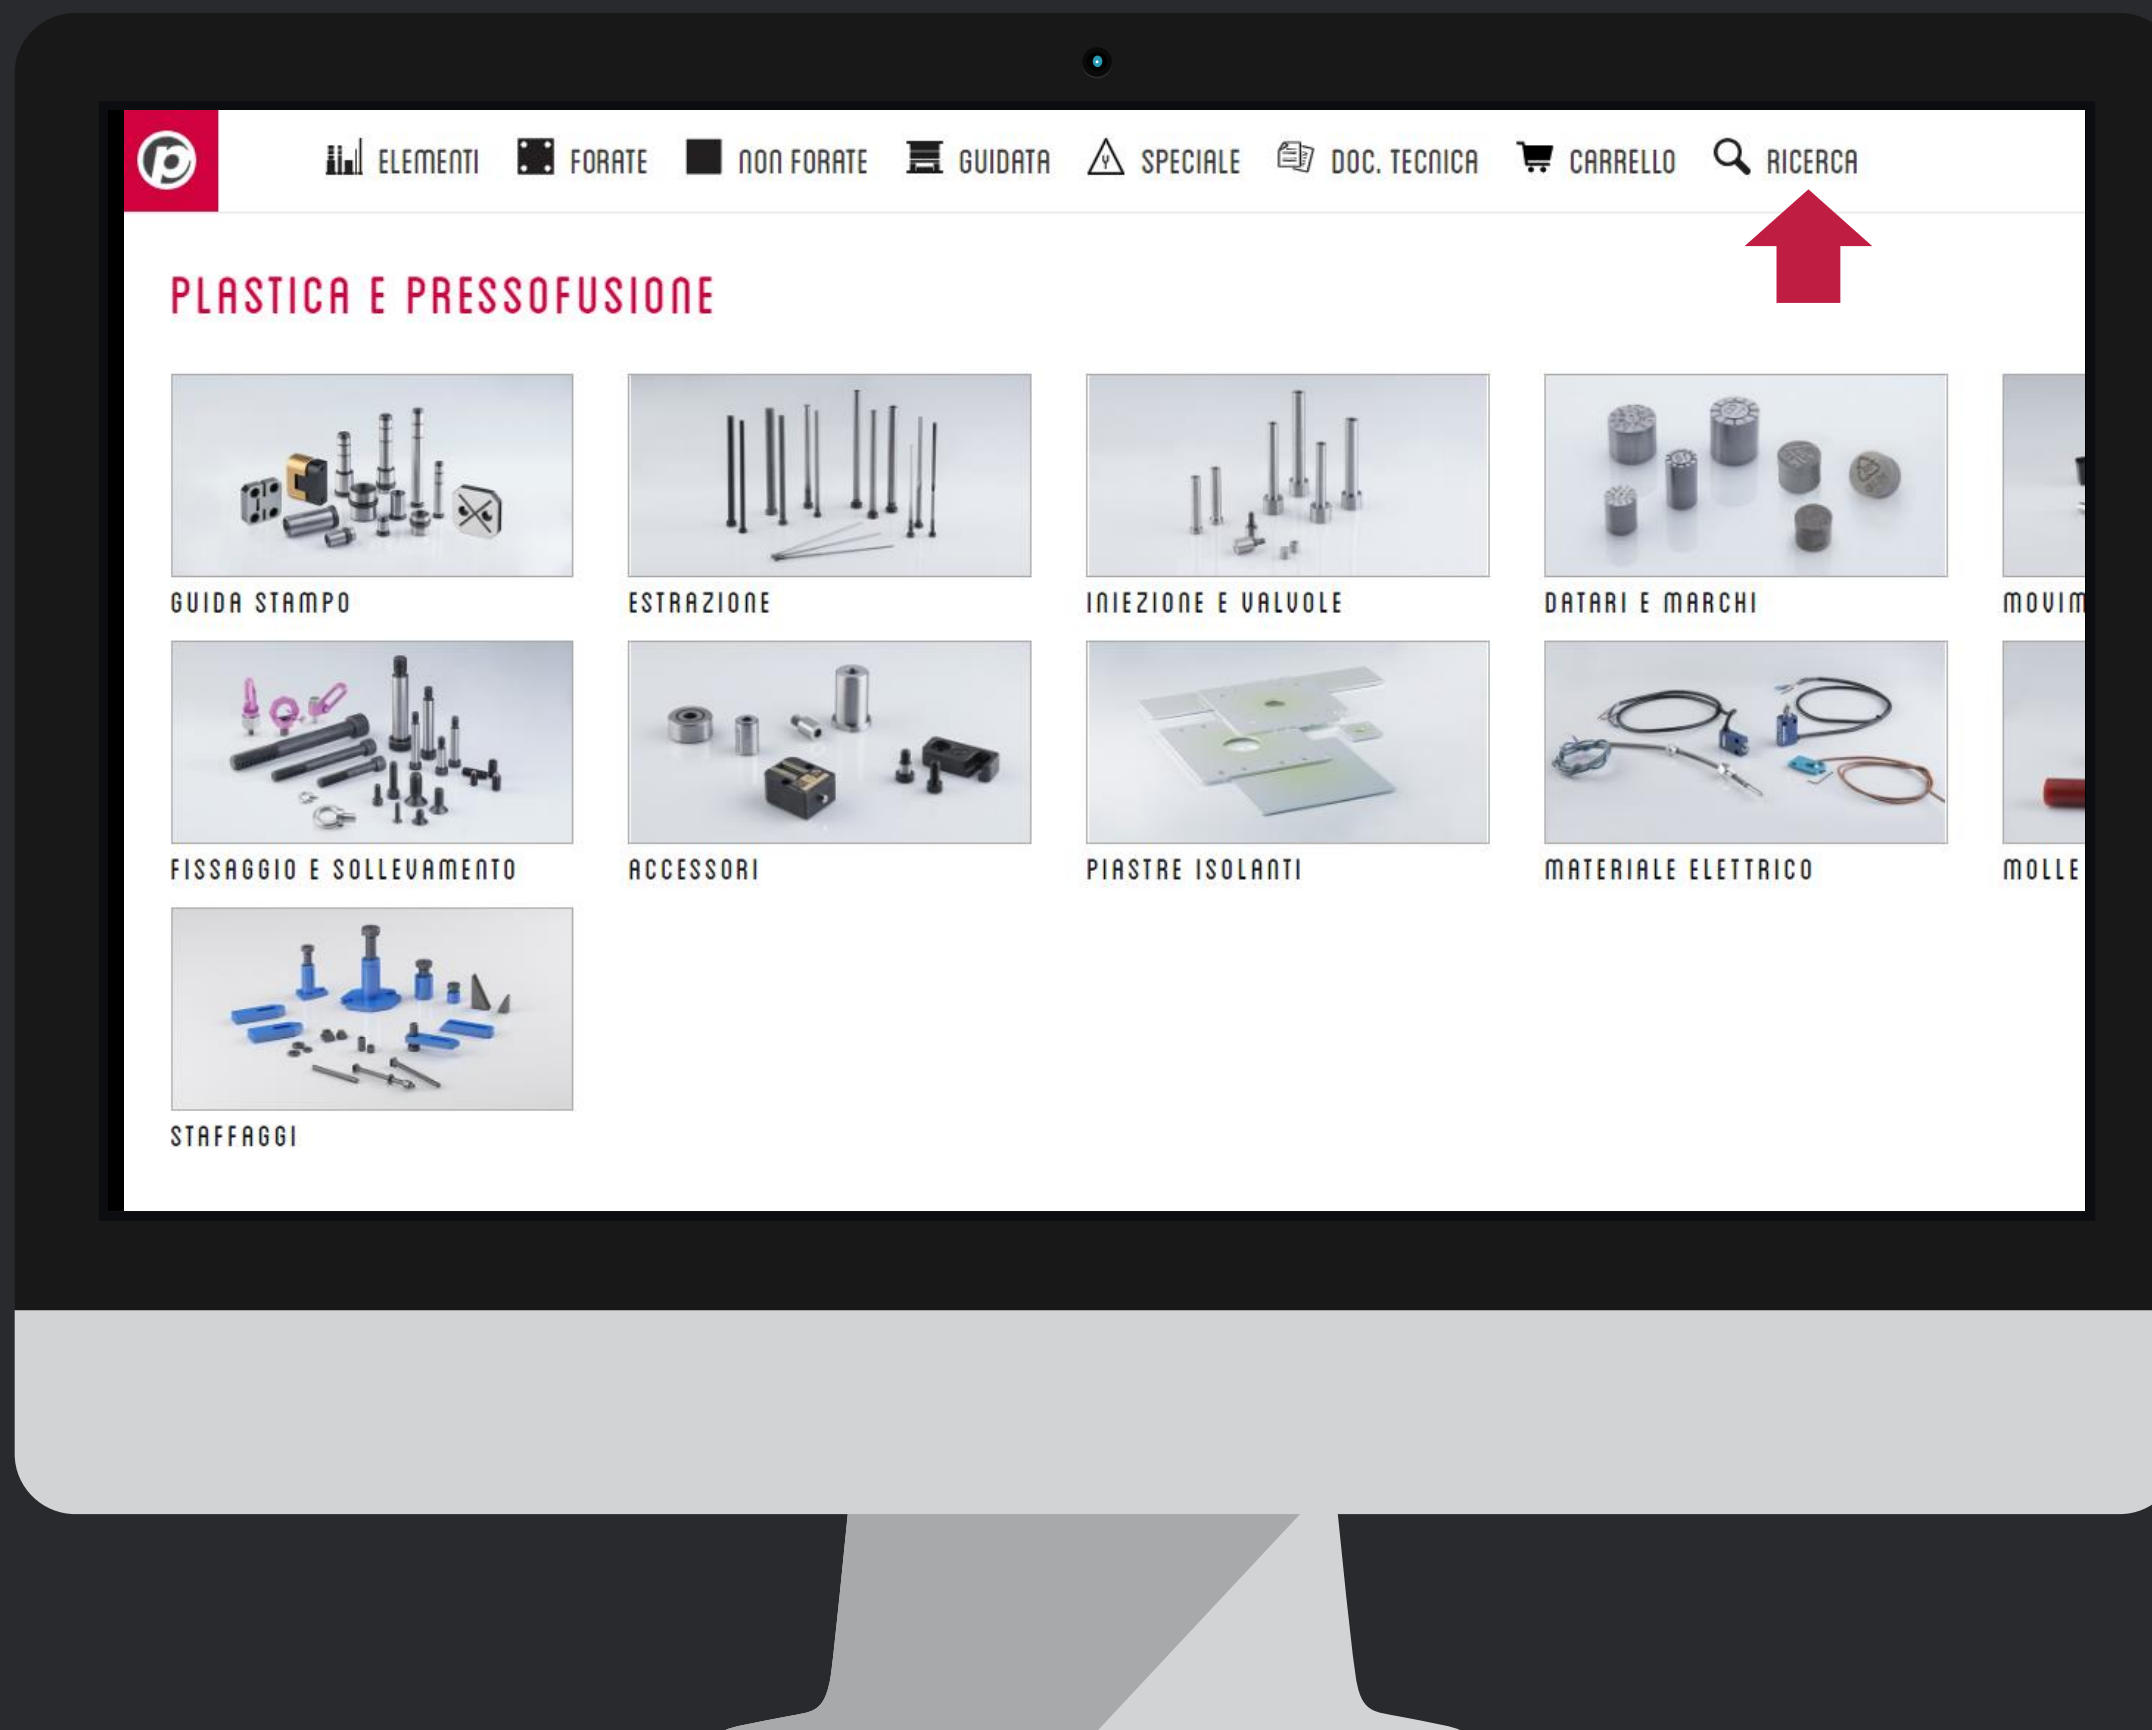 ELEMENTI FORATE NON FORATE GUIDATA SPECIALE DOC. TECNICA CARRELLO RICERCA
PLASTICA E PRESSOFUSIONE
GUIDA STAMPO ESTRAZIONE INIEZIONE E VALVOLE DATARI E MARCHI MOVIM
FISSAGGIO E SOLLEVAMENTO ACCESSORI PIASTRE ISOLANTI MATERIALE ELETTRICO MOLLE
STAFFAGGI